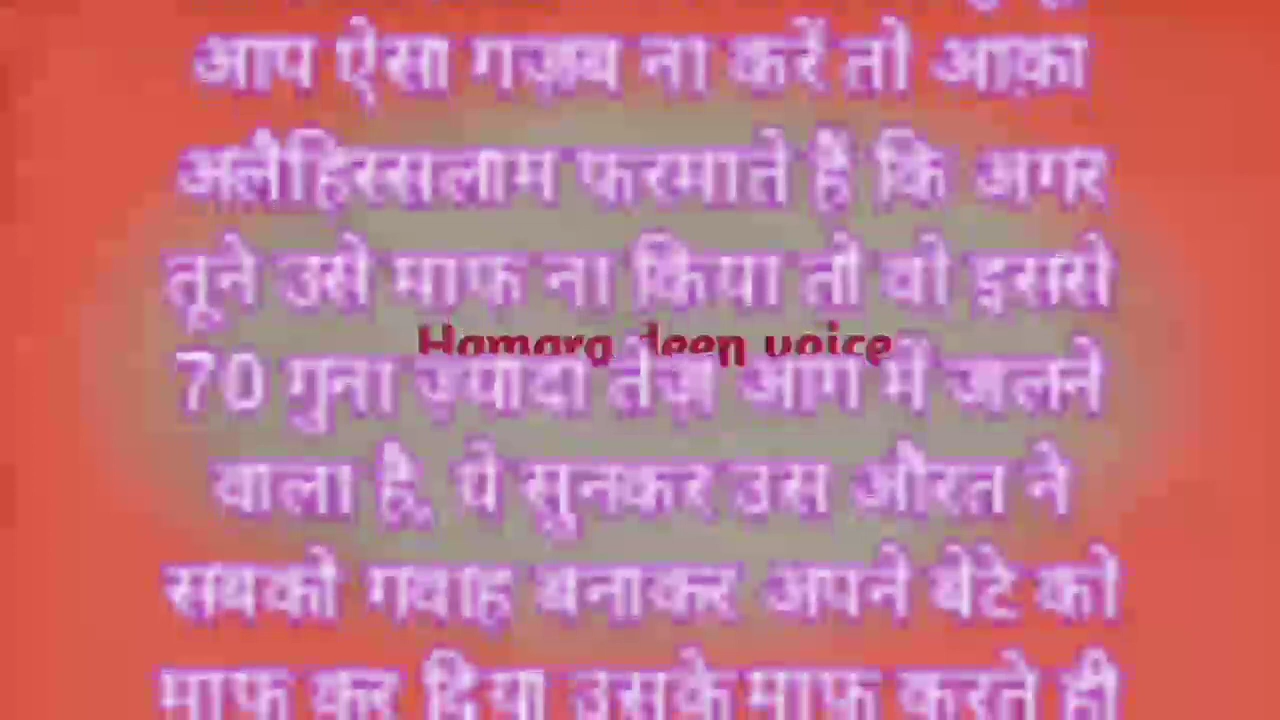 आप ऐसा गज़ब ना करें तो आक़ा
अलैहिस्सलाम फरमाते हैं कि अगर
तूने उसे माफ ना किया तो वो इससे
Hamara deen voice
70 गुना ज़्यादा तेज़ आग में जलने
वाला है, ये सुनकर उस औरत ने
सबको गवाह बनाकर अपने बेटे को
माफ कर दिया उसके माफ करते ही